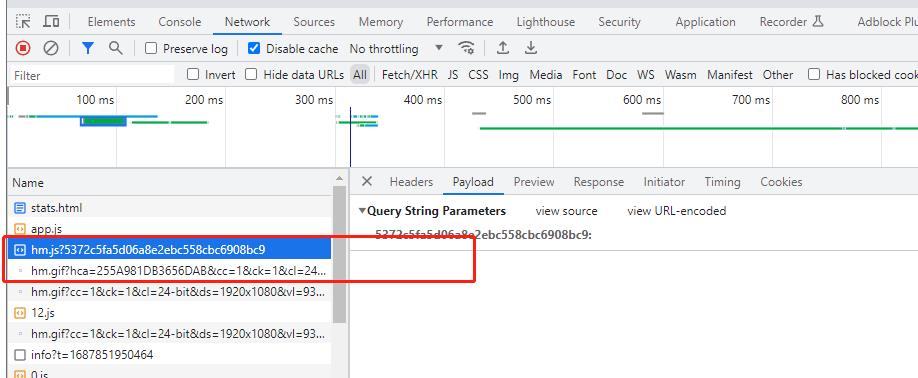 Elements Console Network Sources Memory Performance Lighthouse Security Application Recorder Adblock Plu
Preserve log Disable cache No throttling
Filter Invert Hide data URLs All Fetch/XHR JS CSS Img Media Font Doc WS Wasm Manifest Other Has blocked cook
100 ms 200 ms 300 ms 400 ms 500 ms 600 ms 700 ms 800 ms
Name
Headers Payload Preview Response Initiator Timing Cookies
stats.html
app.js
hm.js?5372c5fa5d06a8e2ebc558cbc6908bc9
hm.gif?hca=255A981DB3656DAB&cc=1&ck=1&cl=24...
hm.gif?cc=1&ck=1&cl=24-bit&ds=1920x1080&vl=93...
12.js
hm.gif?cc=1&ck=1&cl=24-bit&ds=1920x1080&vl=93...
info?t=1687851950464
0.js
Query String Parameters view source view URL-encoded
5372c5fa5d06a8e2ebc558cbc6908bc9: